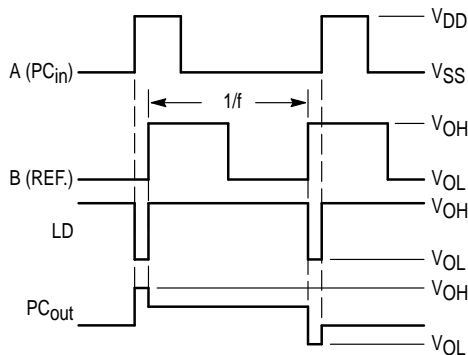 V_DD
A (PC_in)
V_SS
1/f
V_OH
B (REF.)
V_OL
V_OH
LD
V_OL
V_OH
PC_out
V_OL